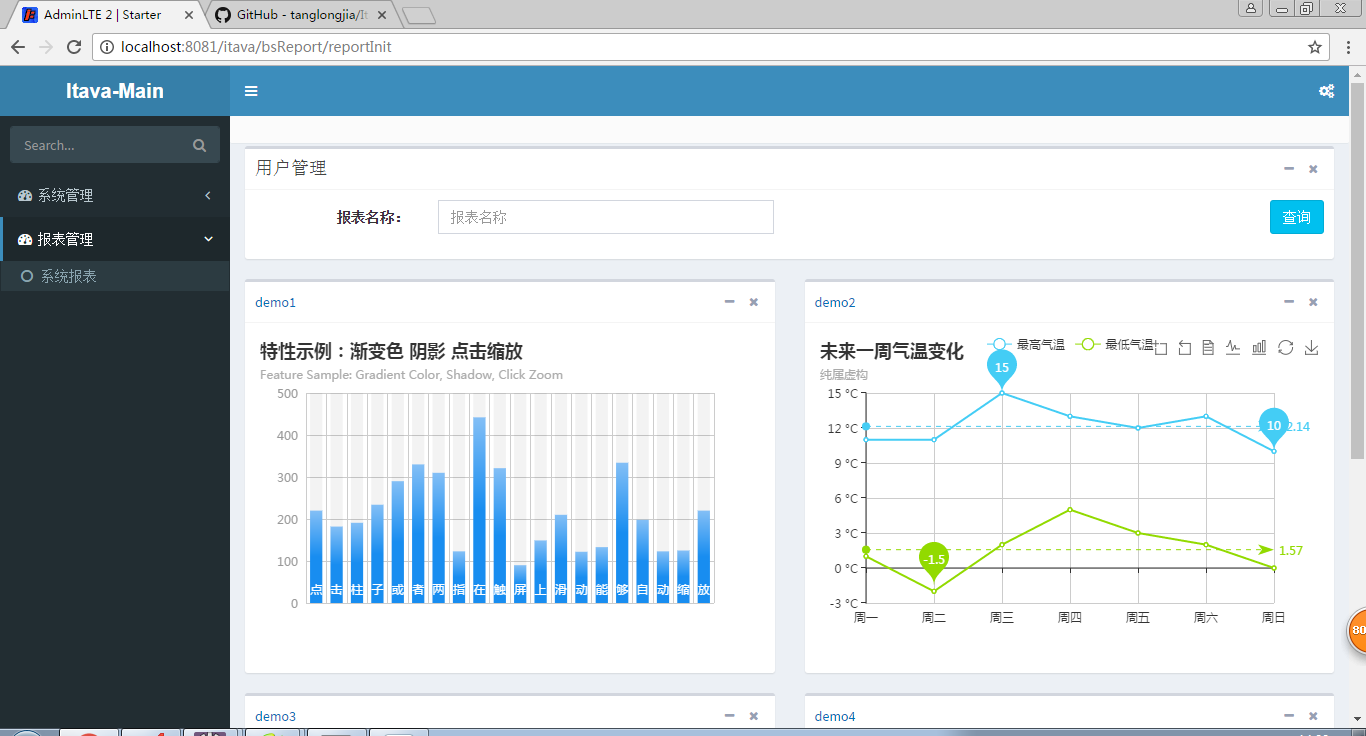 AdminLTE 2 | Starter
GitHub - tanglongjia/It
localhost:8081/itava/bsReport/reportInit
Itava-Main
Search...
系统管理
报表管理
系统报表
用户管理
报表名称：
报表名称
查询
demo1
特性示例：渐变色 阴影 点击缩放
Feature Sample: Gradient Color, Shadow, Click Zoom
500
400
300
200
100
0
点 击 柱 子 或 者 两 指 在 触 屏 上 滑 动 能 够 自 动 缩 放
demo2
未来一周气温变化
纯属虚构
最高气温
最低气温
15 °C
12 °C
9 °C
6 °C
3 °C
0 °C
-3 °C
15
10
2.14
-1.5
1.57
周一 周二 周三 周四 周五 周六 周日
80
demo3
demo4